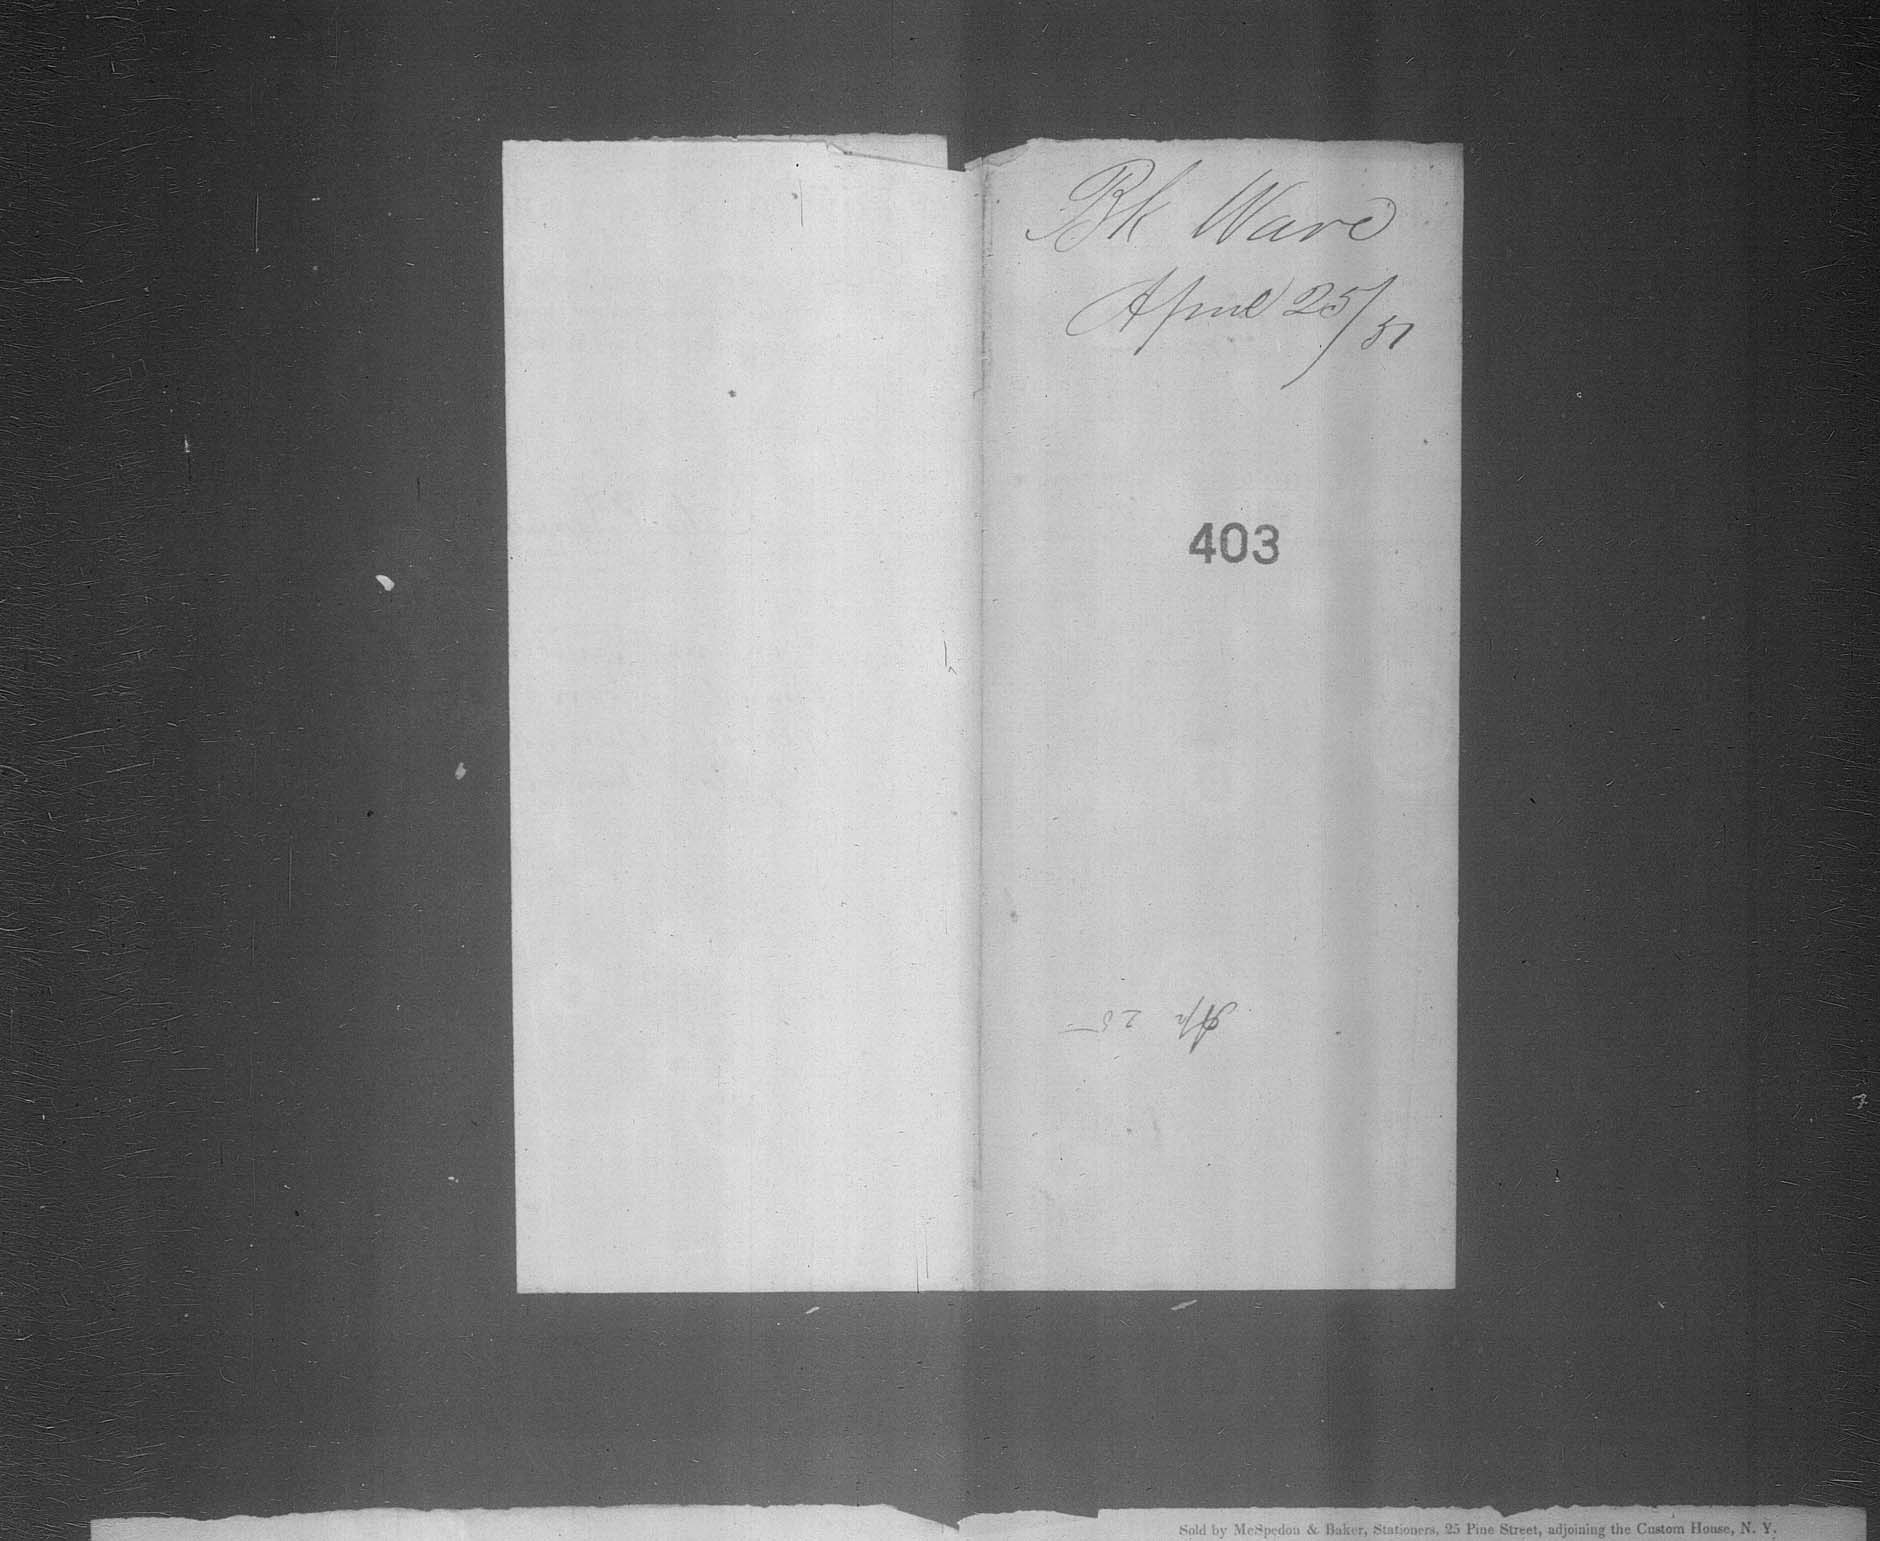 Bk Ware
April 25/51
403
Ap 25
Sold by McSpedon & Baker, Stationers, 25 Pine Street, adjoining the Custom House, N. Y.